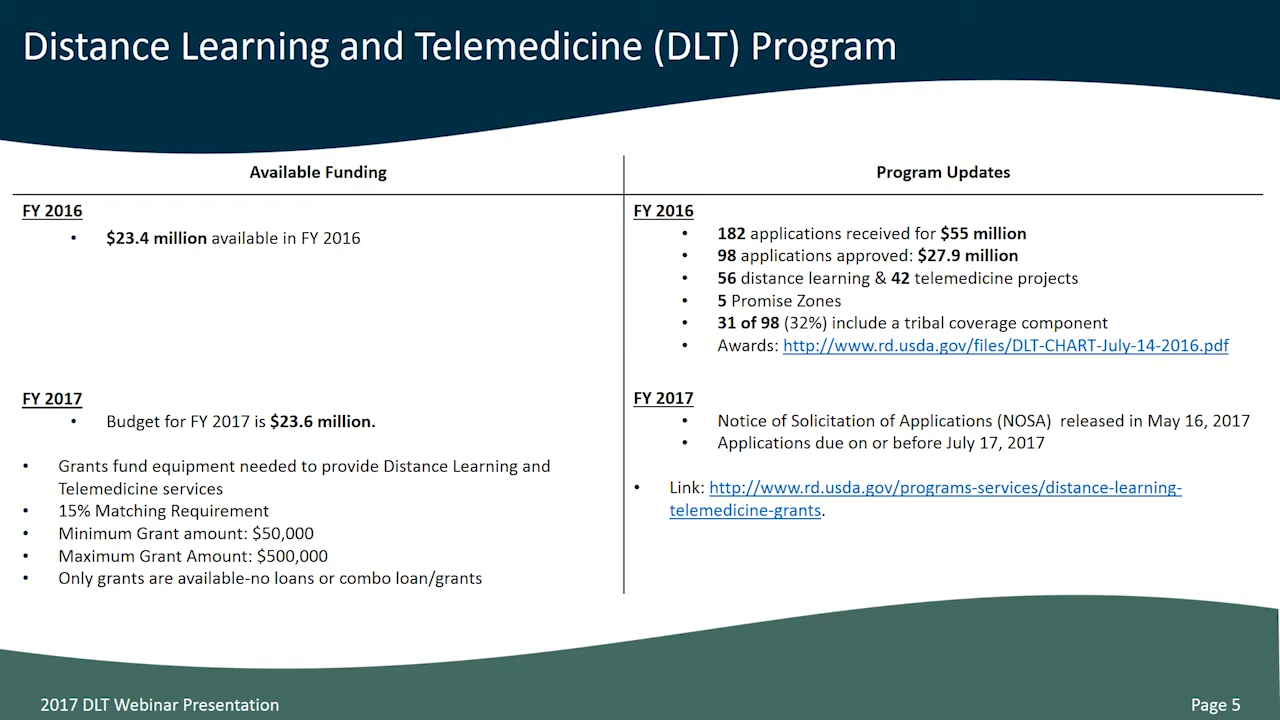 Distance Learning and Telemedicine (DLT) Program
Available Funding
FY 2016
• $23.4 million available in FY 2016
FY 2017
• Budget for FY 2017 is $23.6 million.
• Grants fund equipment needed to provide Distance Learning and
Telemedicine services
• 15% Matching Requirement
• Minimum Grant amount: $50,000
• Maximum Grant Amount: $500,000
• Only grants are available-no loans or combo loan/grants
Program Updates
FY 2016
• 182 applications received for $55 million
• 98 applications approved: $27.9 million
• 56 distance learning & 42 telemedicine projects
• 5 Promise Zones
• 31 of 98 (32%) include a tribal coverage component
• Awards: http://www.rd.usda.gov/files/DLT-CHART-July-14-2016.pdf
FY 2017
• Notice of Solicitation of Applications (NOSA) released in May 16, 2017
• Applications due on or before July 17, 2017
• Link: http://www.rd.usda.gov/programs-services/distance-learning-
telemedicine-grants.
2017 DLT Webinar Presentation
Page 5